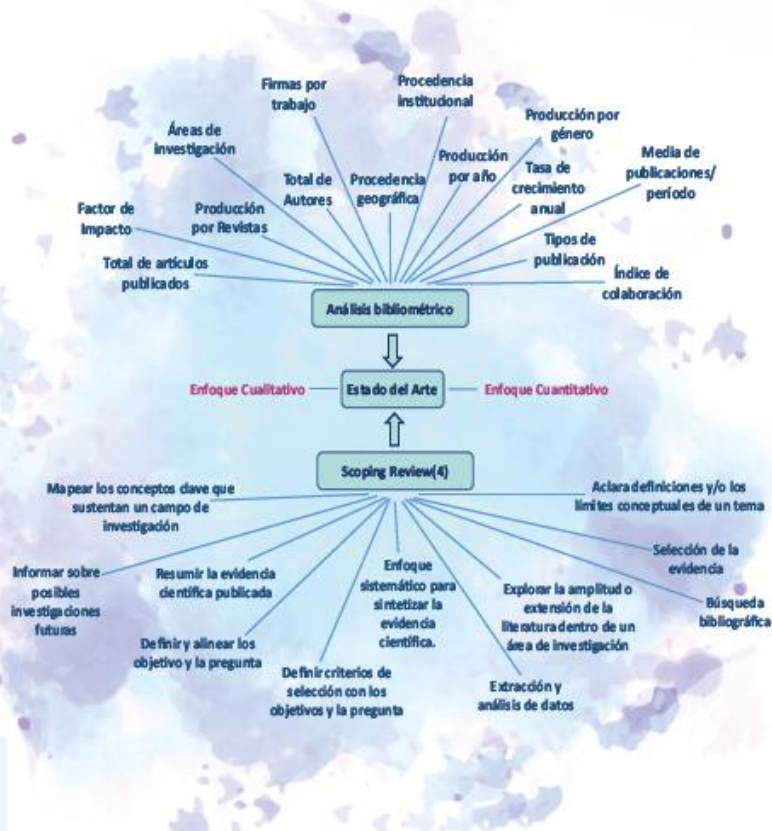 Firmas por
trabajo
Procedencia
institucional
Producción por
género
Áreas de
investigación
Media de
publicaciones/
período
Total de
Autores
Procedencia
geográfica
Producción
por año
Tasa de
crecimiento
anual
Factor de
Impacto
Producción
por Revistas
Tipos de
publicación
Total de artículos
publicados
Índice de
colaboración
Análisis bibliométrico
Enfoque Cualitativo
Estado del Arte
Enfoque Cuantitativo
Scoping Review(4)
Mapear los conceptos clave que
sustentan un campo de
investigación
Aclara definiciones y/o los
límites conceptuales de un tema
Informar sobre
posibles
investigaciones
futuras
Resumir la evidencia
científica publicada
Enfoque
sistemático para
sintetizar la
evidencia
científica.
Explorar la amplitud o
extensión de la
literatura dentro de un
área de investigación
Selección de la
evidencia
Búsqueda
bibliográfica
Definir y alinear los
objetivo y la pregunta
Definir criterios de
selección con los
objetivos y la pregunta
Extracción y
análisis de datos